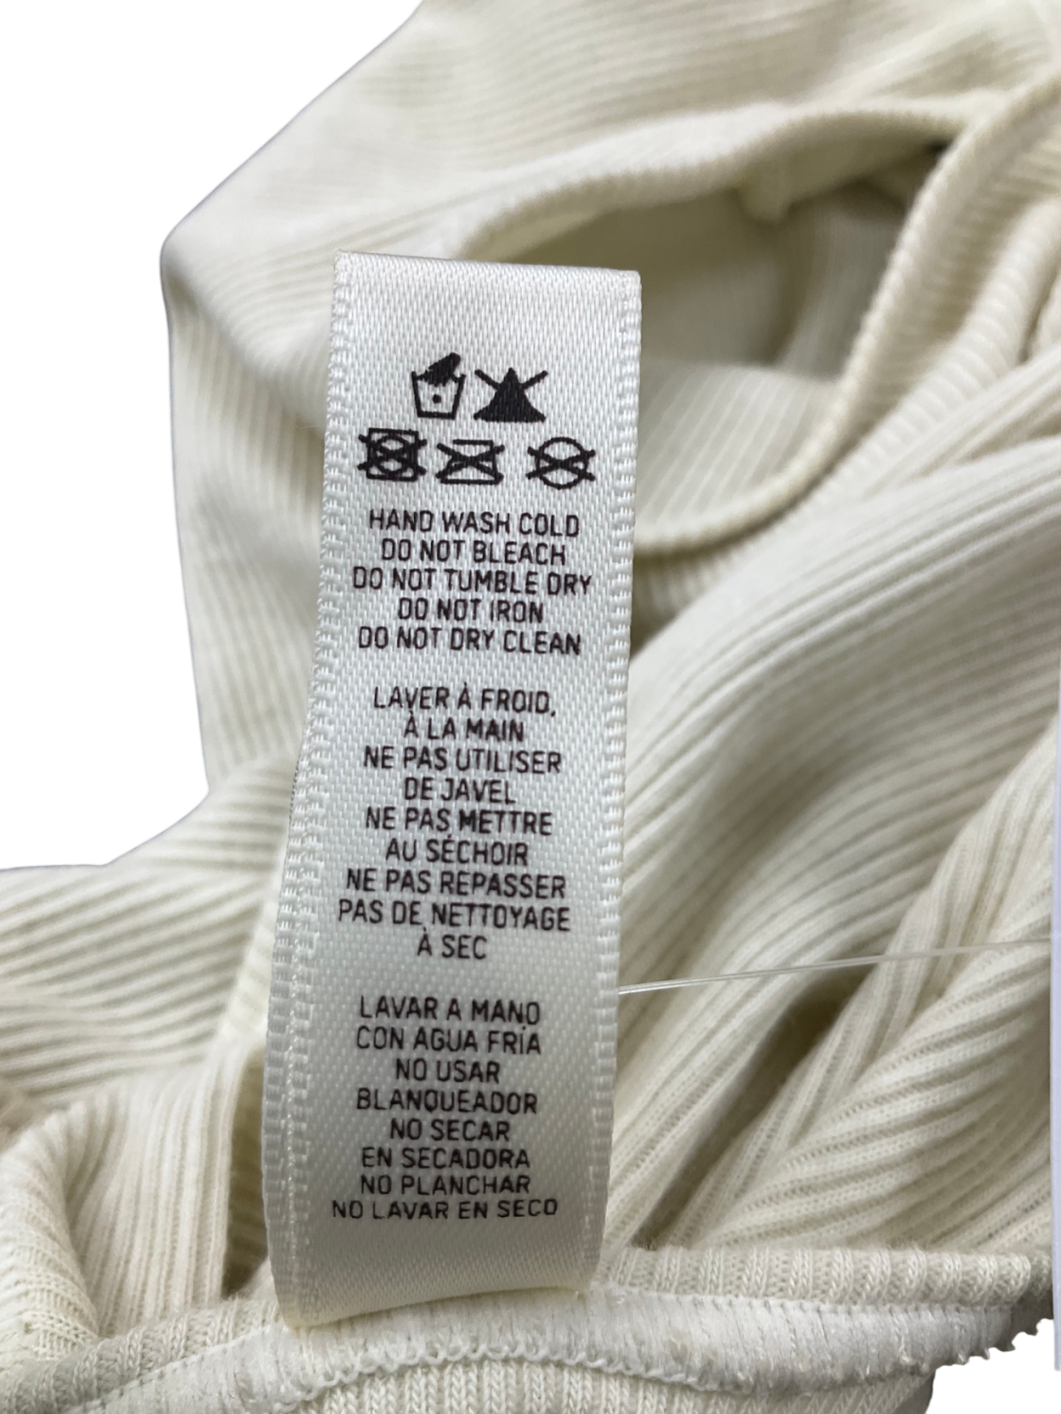 HAND WASH COLD
DO NOT BLEACH
DO NOT TUMBLE DRY
DO NOT IRON
DO NOT DRY CLEAN
LAVER À FROID,
À LA MAIN
NE PAS UTILISER
DE JAVEL
NE PAS METTRE
AU SÉCHOIR
NE PAS REPASSER
PAS DE NETTOYAGE
À SEC
LAVAR A MANO
CON AGUA FRÍA
NO USAR
BLANQUEADOR
NO SECAR
EN SECADORA
NO PLANCHAR
NO LAVAR EN SECO